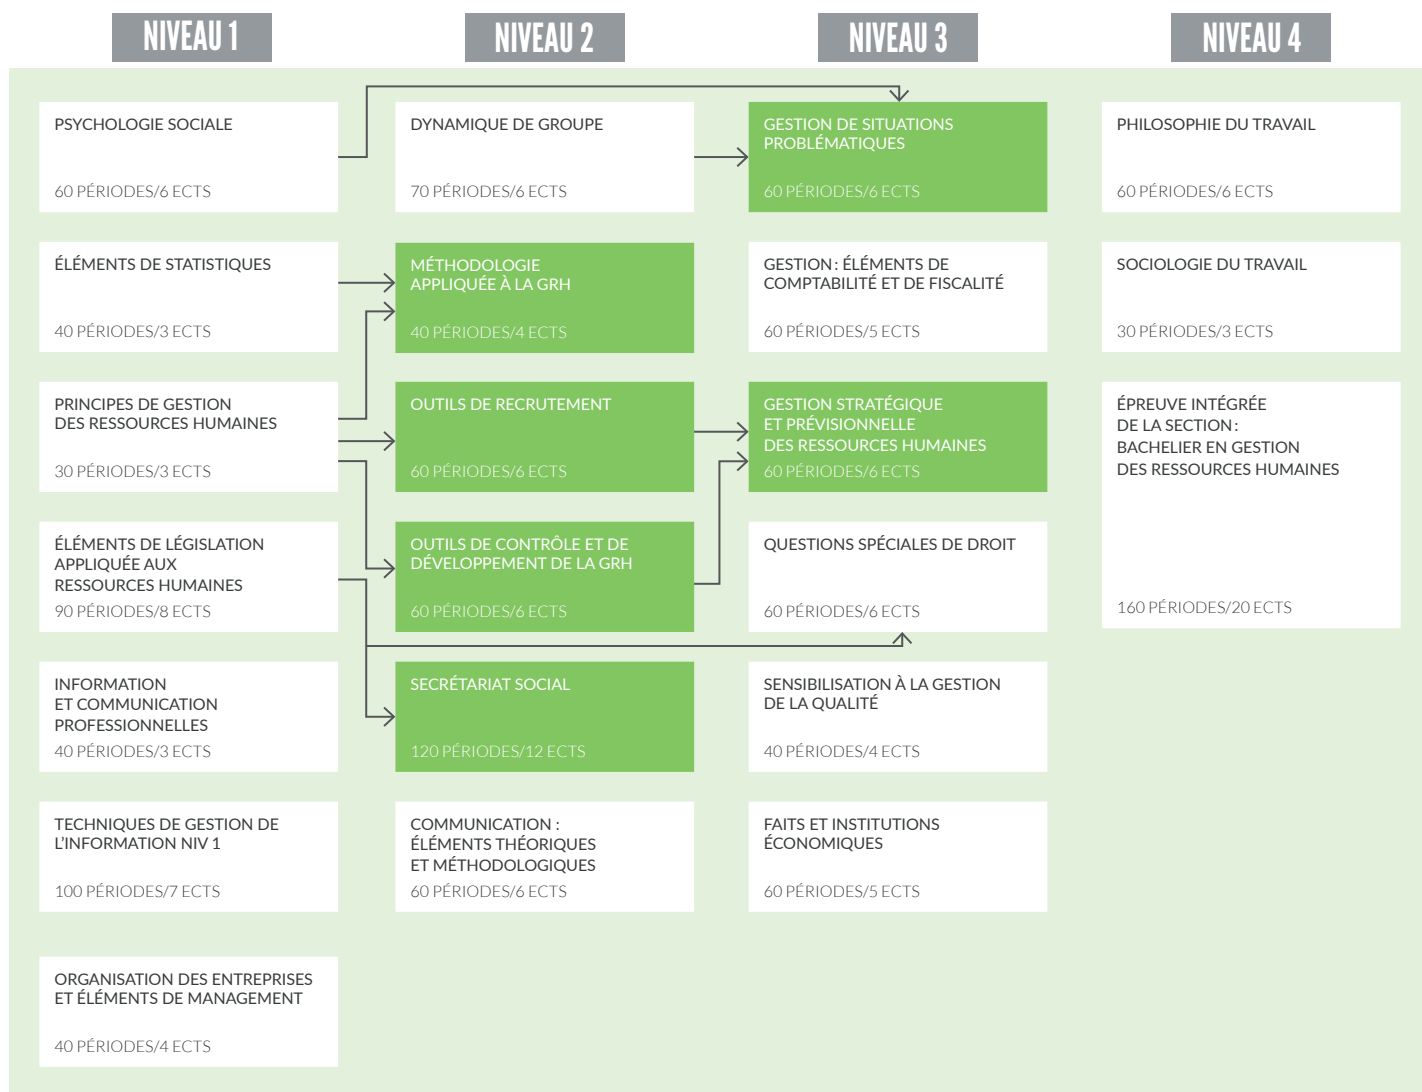 NIVEAU 1
NIVEAU 2
NIVEAU 3
NIVEAU 4
PSYCHOLOGIE SOCIALE
60 PÉRIODES/6 ECTS
ÉLÉMENTS DE STATISTIQUES
40 PÉRIODES/3 ECTS
PRINCIPES DE GESTION
DES RESSOURCES HUMAINES
30 PÉRIODES/3 ECTS
ÉLÉMENTS DE LÉGISLATION
APPLIQUÉE AUX
RESSOURCES HUMAINES
90 PÉRIODES/8 ECTS
INFORMATION
ET COMMUNICATION
PROFESSIONNELLES
40 PÉRIODES/3 ECTS
TECHNIQUES DE GESTION DE
L'INFORMATION NIV 1
100 PÉRIODES/7 ECTS
ORGANISATION DES ENTREPRISES
ET ÉLÉMENTS DE MANAGEMENT
40 PÉRIODES/4 ECTS
DYNAMIQUE DE GROUPE
70 PÉRIODES/6 ECTS
MÉTHODOLOGIE
APPLIQUÉE À LA GRH
40 PÉRIODES/4 ECTS
OUTILS DE RECRUTEMENT
60 PÉRIODES/6 ECTS
OUTILS DE CONTRÔLE ET DE
DÉVELOPPEMENT DE LA GRH
60 PÉRIODES/6 ECTS
SECRÉTARIAT SOCIAL
120 PÉRIODES/12 ECTS
COMMUNICATION :
ÉLÉMENTS THÉORIQUES
ET MÉTHODOLOGIQUES
60 PÉRIODES/6 ECTS
GESTION DE SITUATIONS
PROBLÉMATIQUES
60 PÉRIODES/6 ECTS
GESTION : ÉLÉMENTS DE
COMPTABILITÉ ET DE FISCALITÉ
60 PÉRIODES/5 ECTS
GESTION STRATÉGIQUE
ET PRÉVISIONNELLE
DES RESSOURCES HUMAINES
60 PÉRIODES/6 ECTS
QUESTIONS SPÉCIALES DE DROIT
60 PÉRIODES/6 ECTS
SENSIBILISATION À LA GESTION
DE LA QUALITÉ
40 PÉRIODES/4 ECTS
FAITS ET INSTITUTIONS
ÉCONOMIQUES
60 PÉRIODES/5 ECTS
PHILOSOPHIE DU TRAVAIL
60 PÉRIODES/6 ECTS
SOCIOLOGIE DU TRAVAIL
30 PÉRIODES/3 ECTS
ÉPREUVE INTÉGRÉE
DE LA SECTION :
BACHELIER EN GESTION
DES RESSOURCES HUMAINES
160 PÉRIODES/20 ECTS